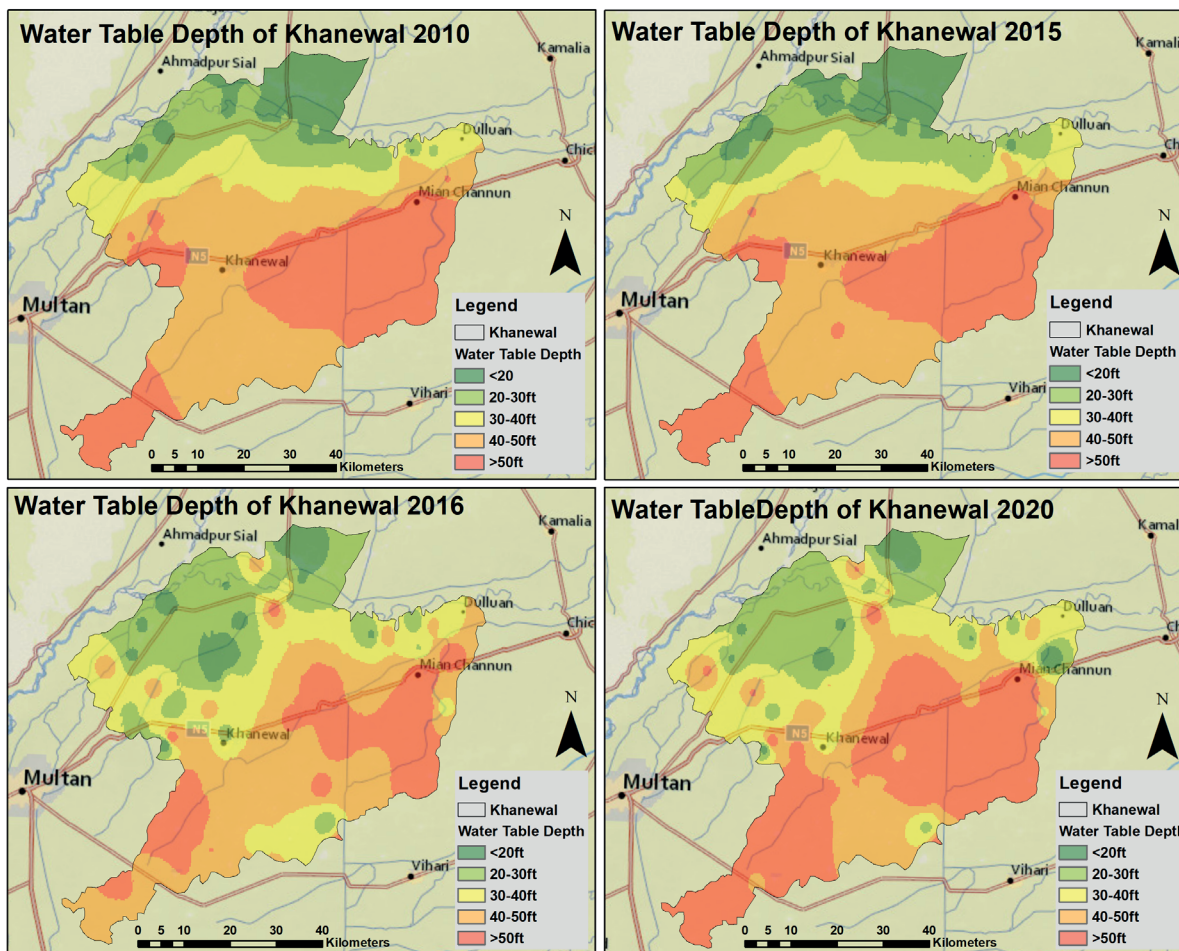 Water Table Depth of Khanewal 2010
Ahmadpur Sial
Kamalia
Dulluan
Chic
Mian Channun
N
N5
Khanewal
Multan
Vihari
Legend
Khanewal
Water Table Depth
<20
20-30ft
30-40ft
40-50ft
>50ft
0 5 10 20 30 40
Kilometers
Water Table Depth of Khanewal 2015
Ahmadpur Sial
Kamalia
Dulluan
Ch
Mian Channun
N
N5
Khanewal
Multan
Vihari
Legend
Khanewal
Water Table Depth
<20ft
20-30ft
30-40ft
40-50ft
>50ft
0 5 10 20 30 40
Kilometers
Water Table Depth of Khanewal 2016
Ahmadpur Sial
Kamalia
Dulluan
Chic
Mian Channun
N
N5
Khanewal
Multan
Vihari
Legend
Khanewal
Water Table Depth
<20ft
20-30ft
30-40ft
40-50ft
>50ft
0 5 10 20 30 40
Kilometers
Water TableDepth of Khanewal 2020
Ahmadpur Sial
Kamalia
Dulluan
Ch
Mian Channun
N
N5
Khanewal
Multan
Vihari
Legend
Khanewal
Water Table Depth
<20ft
20-30ft
30-40ft
40-50ft
>50ft
0 5 10 20 30 40
Kilometers